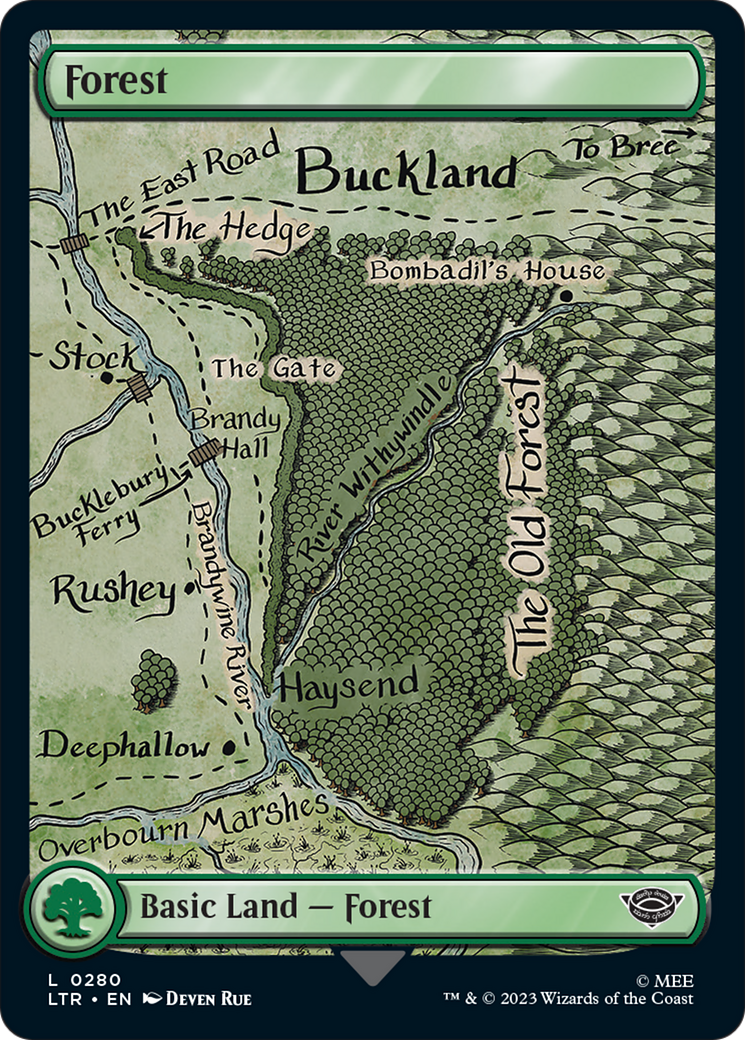 Forest
To Bree
The East Road
Buckland
The Hedge
Bombadil's House
Stock
The Gate
Brandy
Hall
River Withywindle
The Old Forest
Bucklebury
Ferry
Brandywine River
Rushey
Haysend
Deephallow
Overbourn Marshes
Basic Land — Forest
L 0280
LTR • EN Deven Rue
© MEE
™ & © 2023 Wizards of the Coast